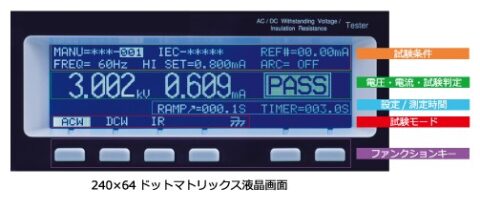 AC / DC Withstanding Voltage /
Insulation Resistance Tester
MANU=***-001 IEC-***** REF#=00.00mA
FREQ= 60Hz HI SET=0.800mA ARC= OFF
試験条件
3.002kV 0.609mA PASS
電圧・電流・試験判定
RAMP↗=000.1S TIMER=003.0S
設定 / 測定時間
ACW DCW IR
試験モード
ファンクションキー
240×64 ドットマトリックス液晶画面